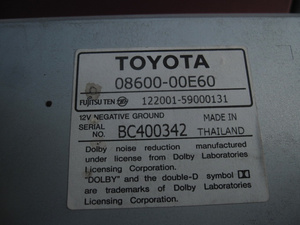 TOYOTA
08600-00E60
FUJITSU TEN 122001-59000131
12V NEGATIVE GROUND MADE IN
SERIAL NO. BC400342 THAILAND
Dolby noise reduction manufactured
under license from Dolby Laboratories
Licensing Corporation.
"DOLBY" and the double-D symbol
are trademarks of Dolby Laboratories
Licensing Corporation.